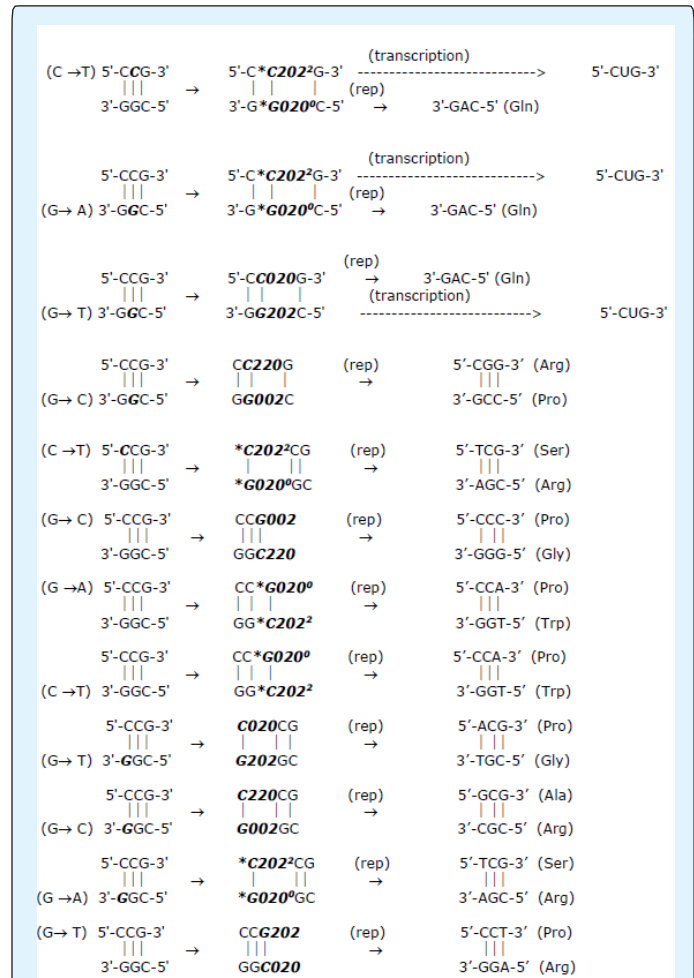 (transcription)
(C →T) 5'-CCG-3' 5'-C*C202²G-3' ----------------------------> 5'-CUG-3'
||| → | | | (rep)
3'-GGC-5' 3'-G*G020⁰C-5' → 3'-GAC-5' (Gln)
(transcription)
5'-CCG-3' 5'-C*C202²G-3' ----------------------------> 5'-CUG-3'
||| → | | | (rep)
(G→ A) 3'-GGC-5' 3'-G*G020⁰C-5' → 3'-GAC-5' (Gln)
(rep)
5'-CCG-3' 5'-CC020G-3' → 3'-GAC-5' (Gln)
||| → || | (transcription)
(G→ T) 3'-GGC-5' 3'-GG202C-5' ---------------------------> 5'-CUG-3'
5'-CCG-3' CC220G (rep) 5′-CGG-3′ (Arg)
||| → | | | → |||
(G→ C) 3'-GGC-5' GG002C 3′-GCC-5′ (Pro)
(C →T) 5'-CCG-3' *C202²CG (rep) 5′-TCG-3′ (Ser)
||| → | || → |||
3'-GGC-5' *G020⁰GC 3′-AGC-5′ (Arg)
(G→ C) 5'-CCG-3' CCG002 (rep) 5′-CCC-3′ (Pro)
||| → ||| → | ||
3'-GGC-5' GGC220 3′-GGG-5′ (Gly)
(G →A) 5'-CCG-3' CC*G020⁰ (rep) 5′-CCA-3′ (Pro)
||| → | | | → |||
3'-GGC-5' GG*C202² 3′-GGT-5′ (Trp)
5'-CCG-3' CC*G020⁰ (rep) 5′-CCA-3′ (Pro)
||| → | | | → |||
(C →T) 3'-GGC-5' GG*C202² 3′-GGT-5′ (Trp)
5'-CCG-3' C020CG (rep) 5′-ACG-3′ (Pro)
||| → | | | → | ||
(G→ T) 3'-GGC-5' G202GC 3′-TGC-5′ (Gly)
5'-CCG-3' C220CG (rep) 5′-GCG-3′ (Ala)
||| → | | | → | ||
(G→ C) 3'-GGC-5' G002GC 3′-CGC-5′ (Arg)
5'-CCG-3' *C202²CG (rep) 5′-TCG-3′ (Ser)
||| → | || → |||
(G →A) 3'-GGC-5' *G020⁰GC 3′-AGC-5′ (Arg)
(G→ T) 5'-CCG-3' CCG202 (rep) 5′-CCT-3′ (Pro)
||| → ||| → |||
3'-GGC-5' GGC020 3′-GGA-5′ (Arg)